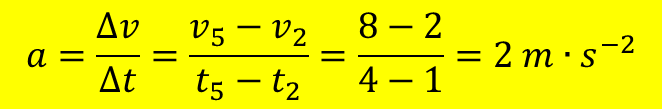 a = Δv/Δt = (v₅ − v₂)/(t₅ − t₂) = (8 − 2)/(4 − 1) = 2 m · s⁻²